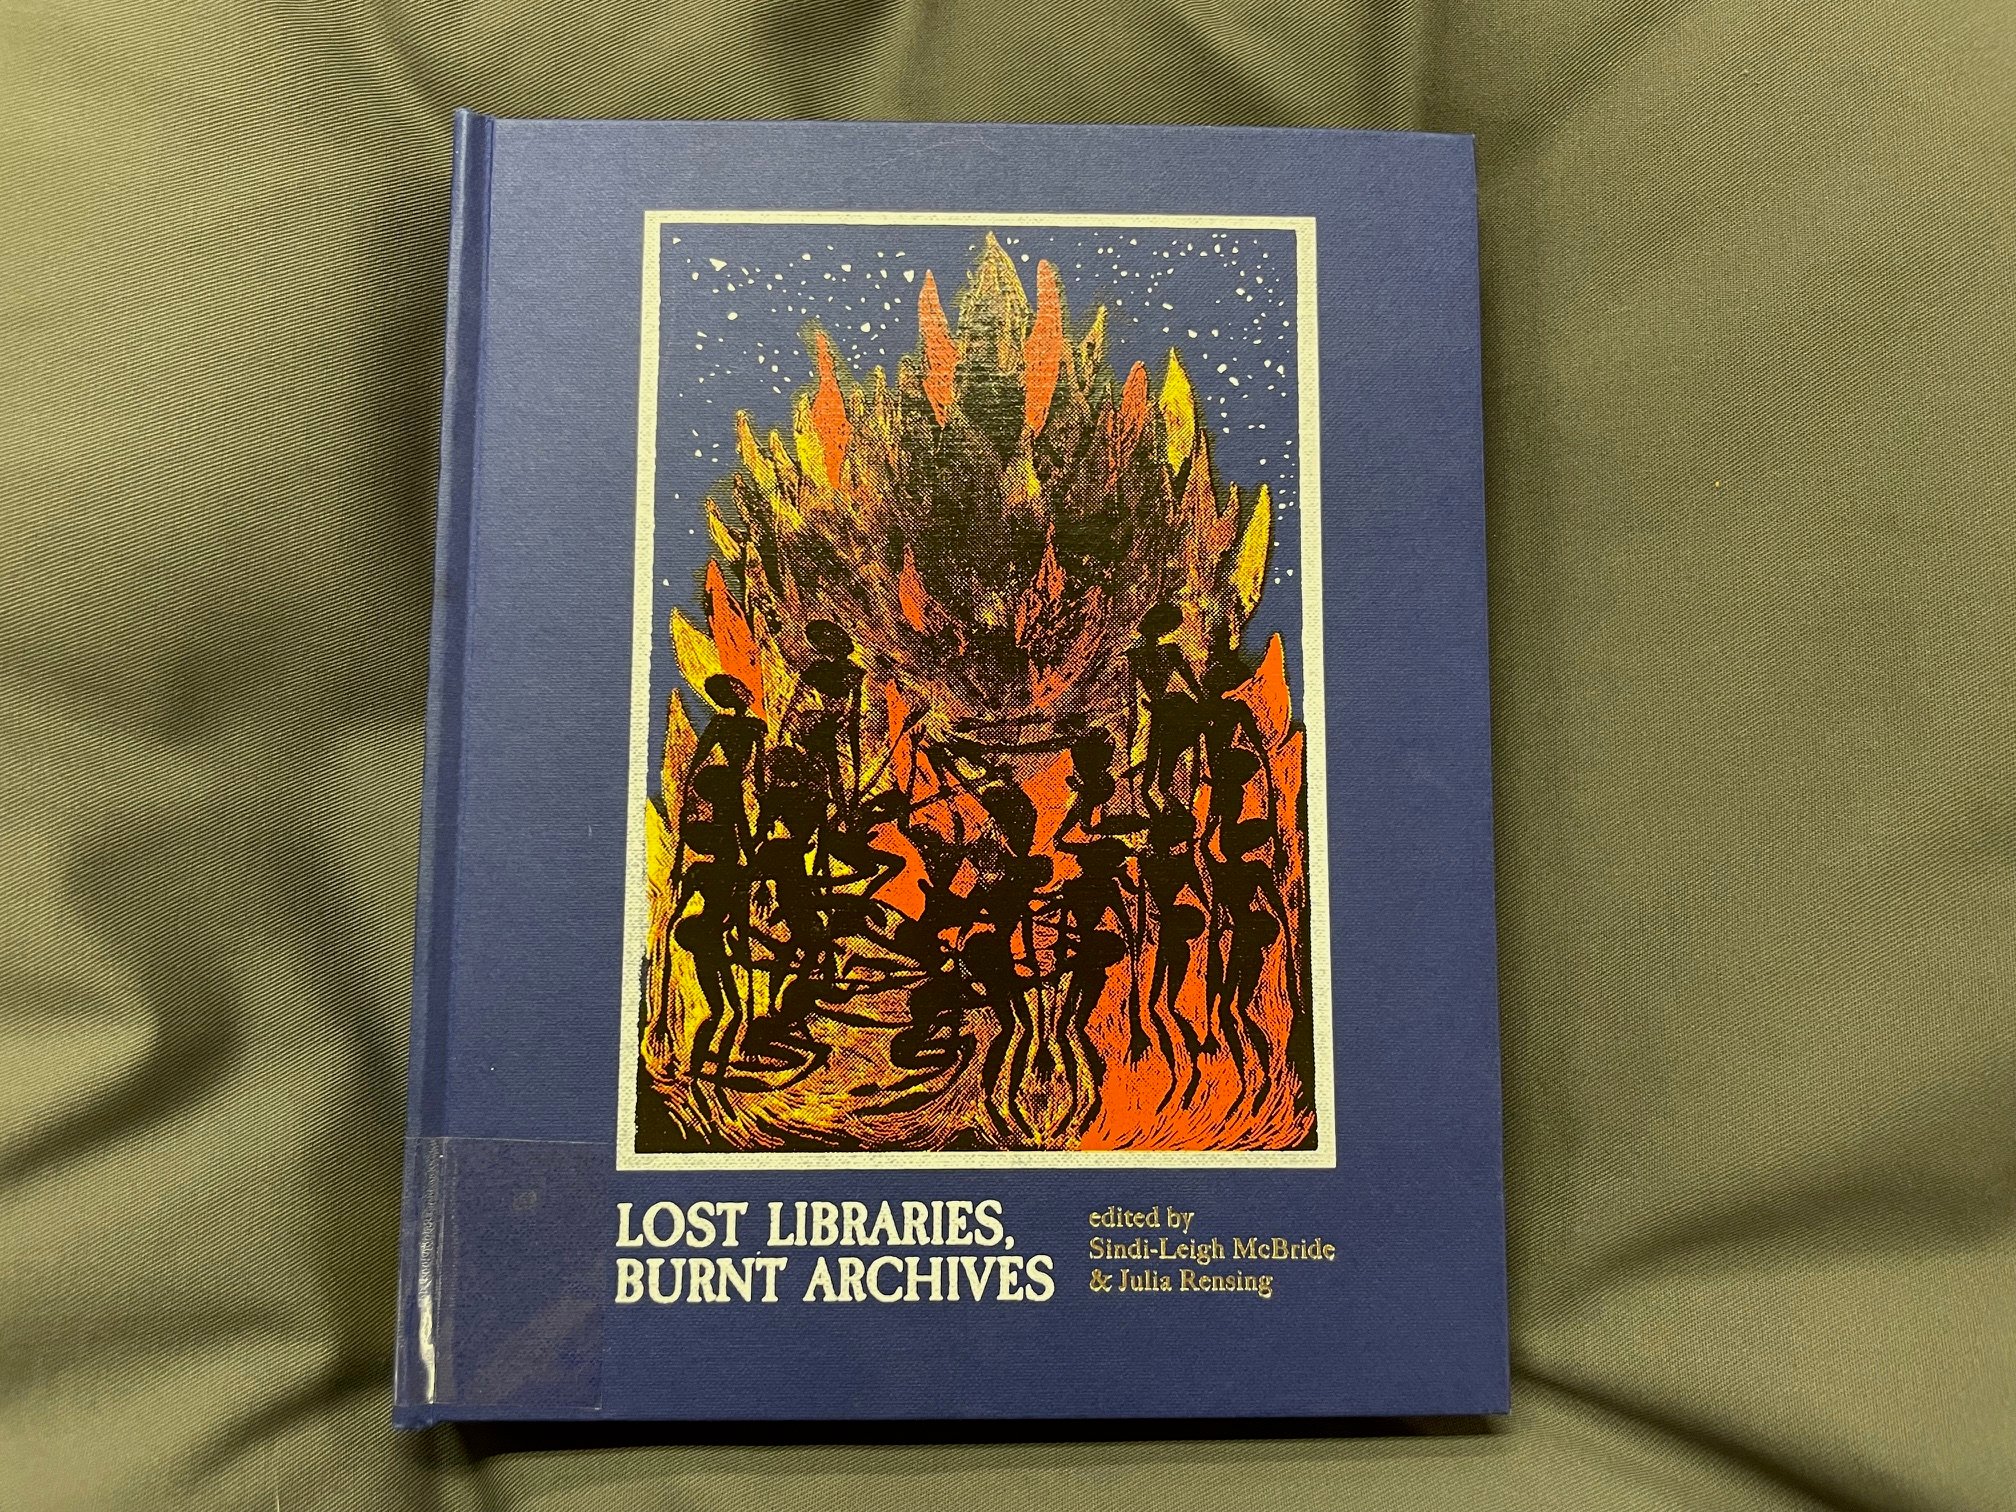 LOST LIBRARIES,
BURNT ARCHIVES
edited by
Sindi-Leigh McBride
& Julia Rensing